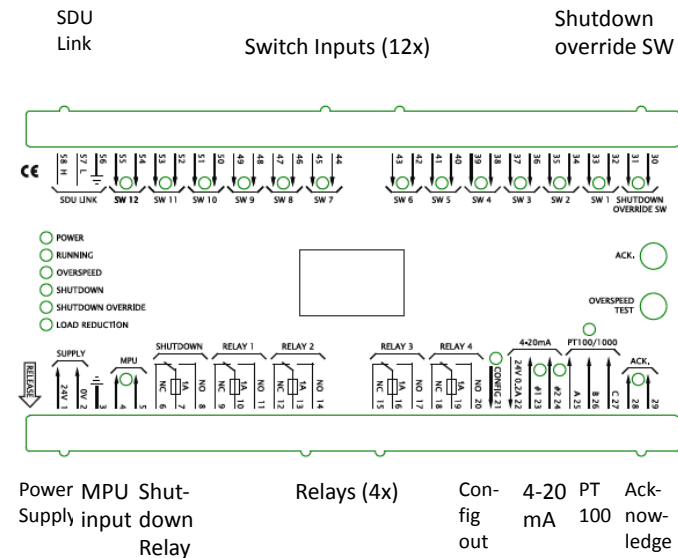 SDU
Link
Switch Inputs (12x)
Shutdown
override SW
CE
58 57 56 55 54 53 52 51 50 49 48 47 46 45 44 43 42 41 40 39 38 37 36 35 34 33 32 31 30
H L
SDU LINK SW 12 SW 11 SW 10 SW 9 SW 8 SW 7 SW 6 SW 5 SW 4 SW 3 SW 2 SW 1 SHUTDOWN
OVERRIDE SW
POWER
RUNNING
OVERSPEED
SHUTDOWN
SHUTDOWN OVERRIDE
LOAD REDUCTION
ACK.
OVERSPEED
TEST
RELEASE
SUPPLY MPU SHUTDOWN RELAY 1 RELAY 2 RELAY 3 RELAY 4 4-20mA PT100/1000 ACK.
24V 0V NC 1A NO NC 1A NO NC 1A NO NC 1A NO NC 1A NO CONFIG 24V 0.2A #1 #2 A B C
1 2 3 4 5 6 7 8 9 10 11 12 13 14 15 16 17 18 19 20 21 22 23 24 25 26 27 28 29
Power
Supply
MPU
input
Shut-
down
Relay
Relays (4x)
Con-
fig
out
4-20
mA
PT
100
Ack-
now-
ledge